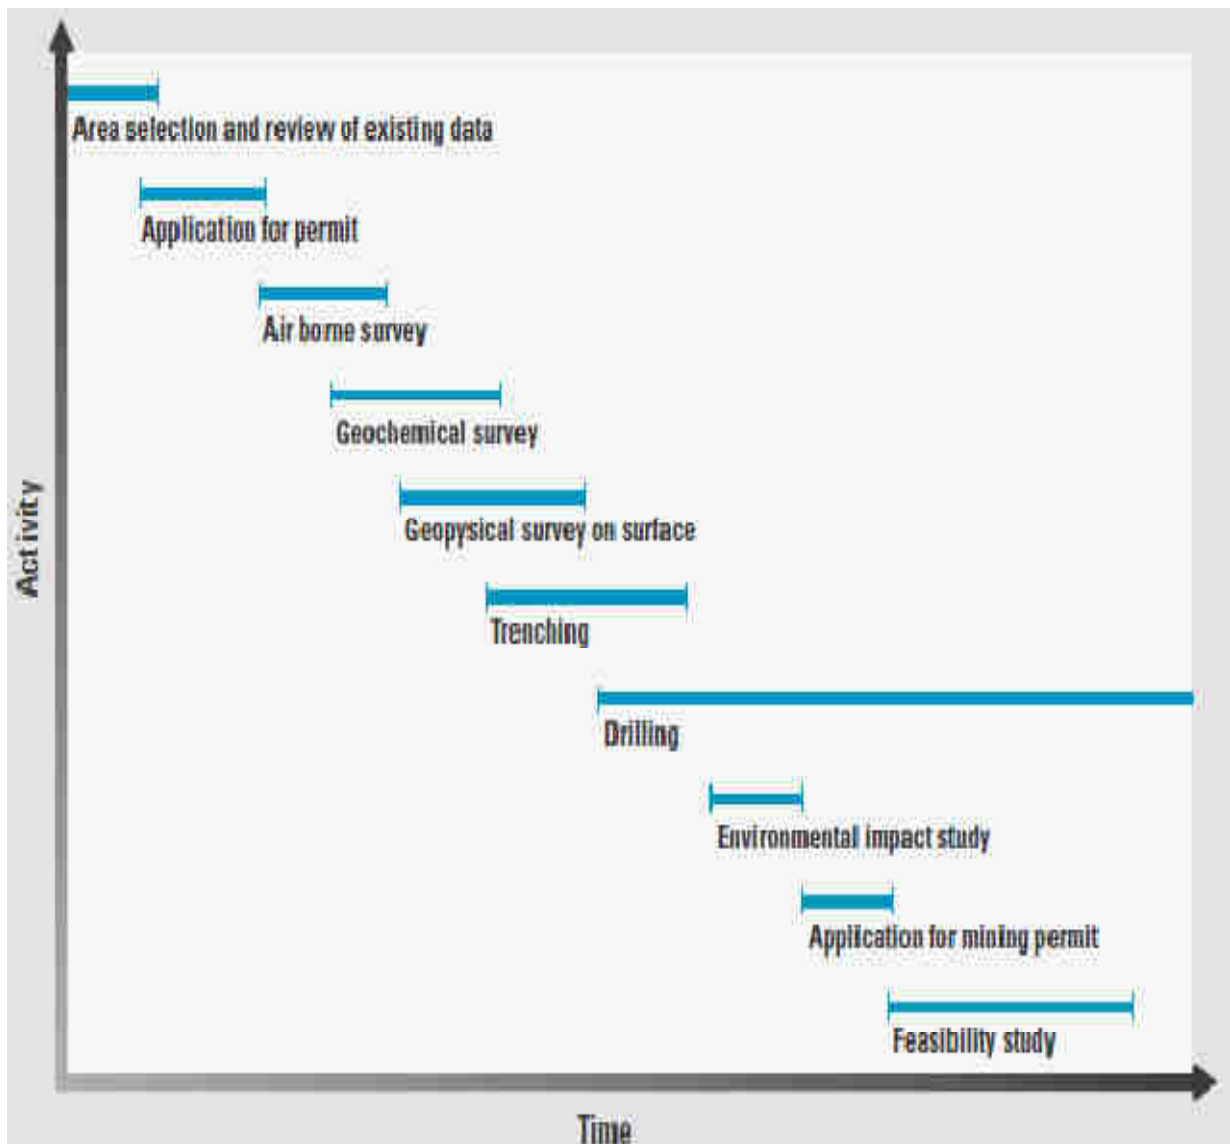 Area selection and review of existing data
Application for permit
Air borne survey
Geochemical survey
Geopysical survey on surface
Trenching
Drilling
Environmental impact study
Application for mining permit
Feasibility study
Activity
Time